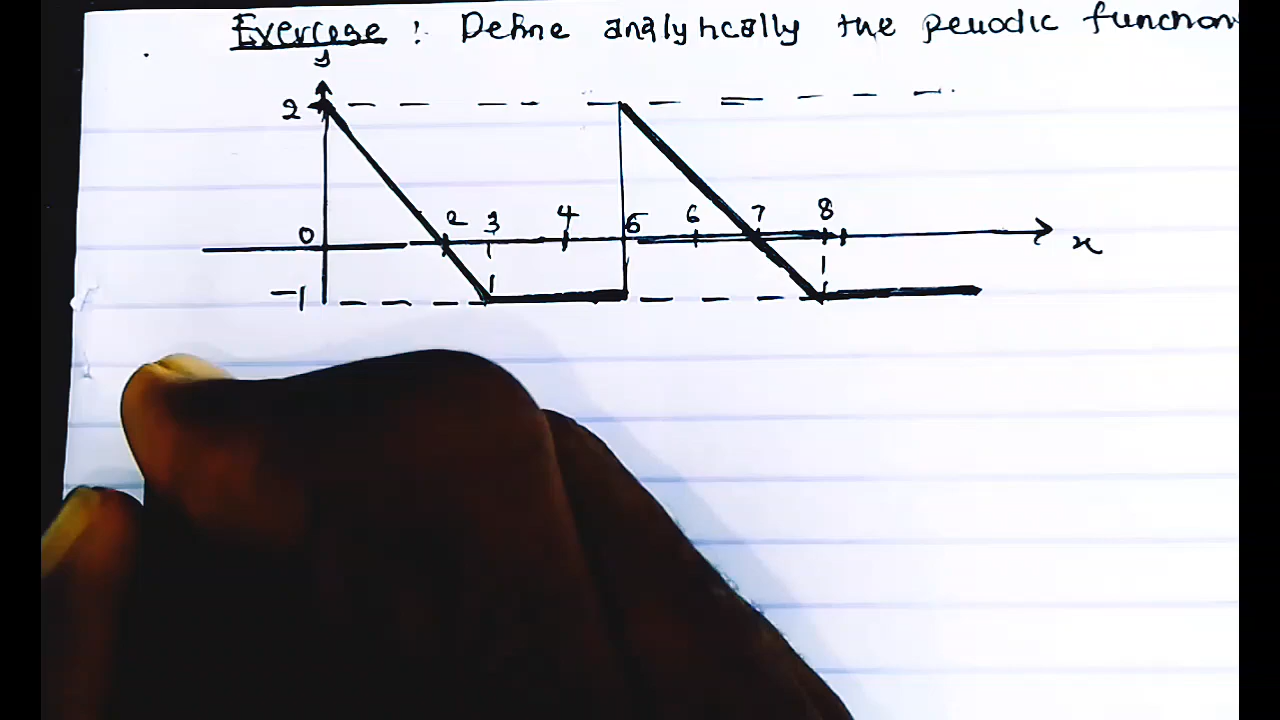 Exercise : Define analytically the periodic function
y
2
0
2 3 4 5 6 7 8
x
-1